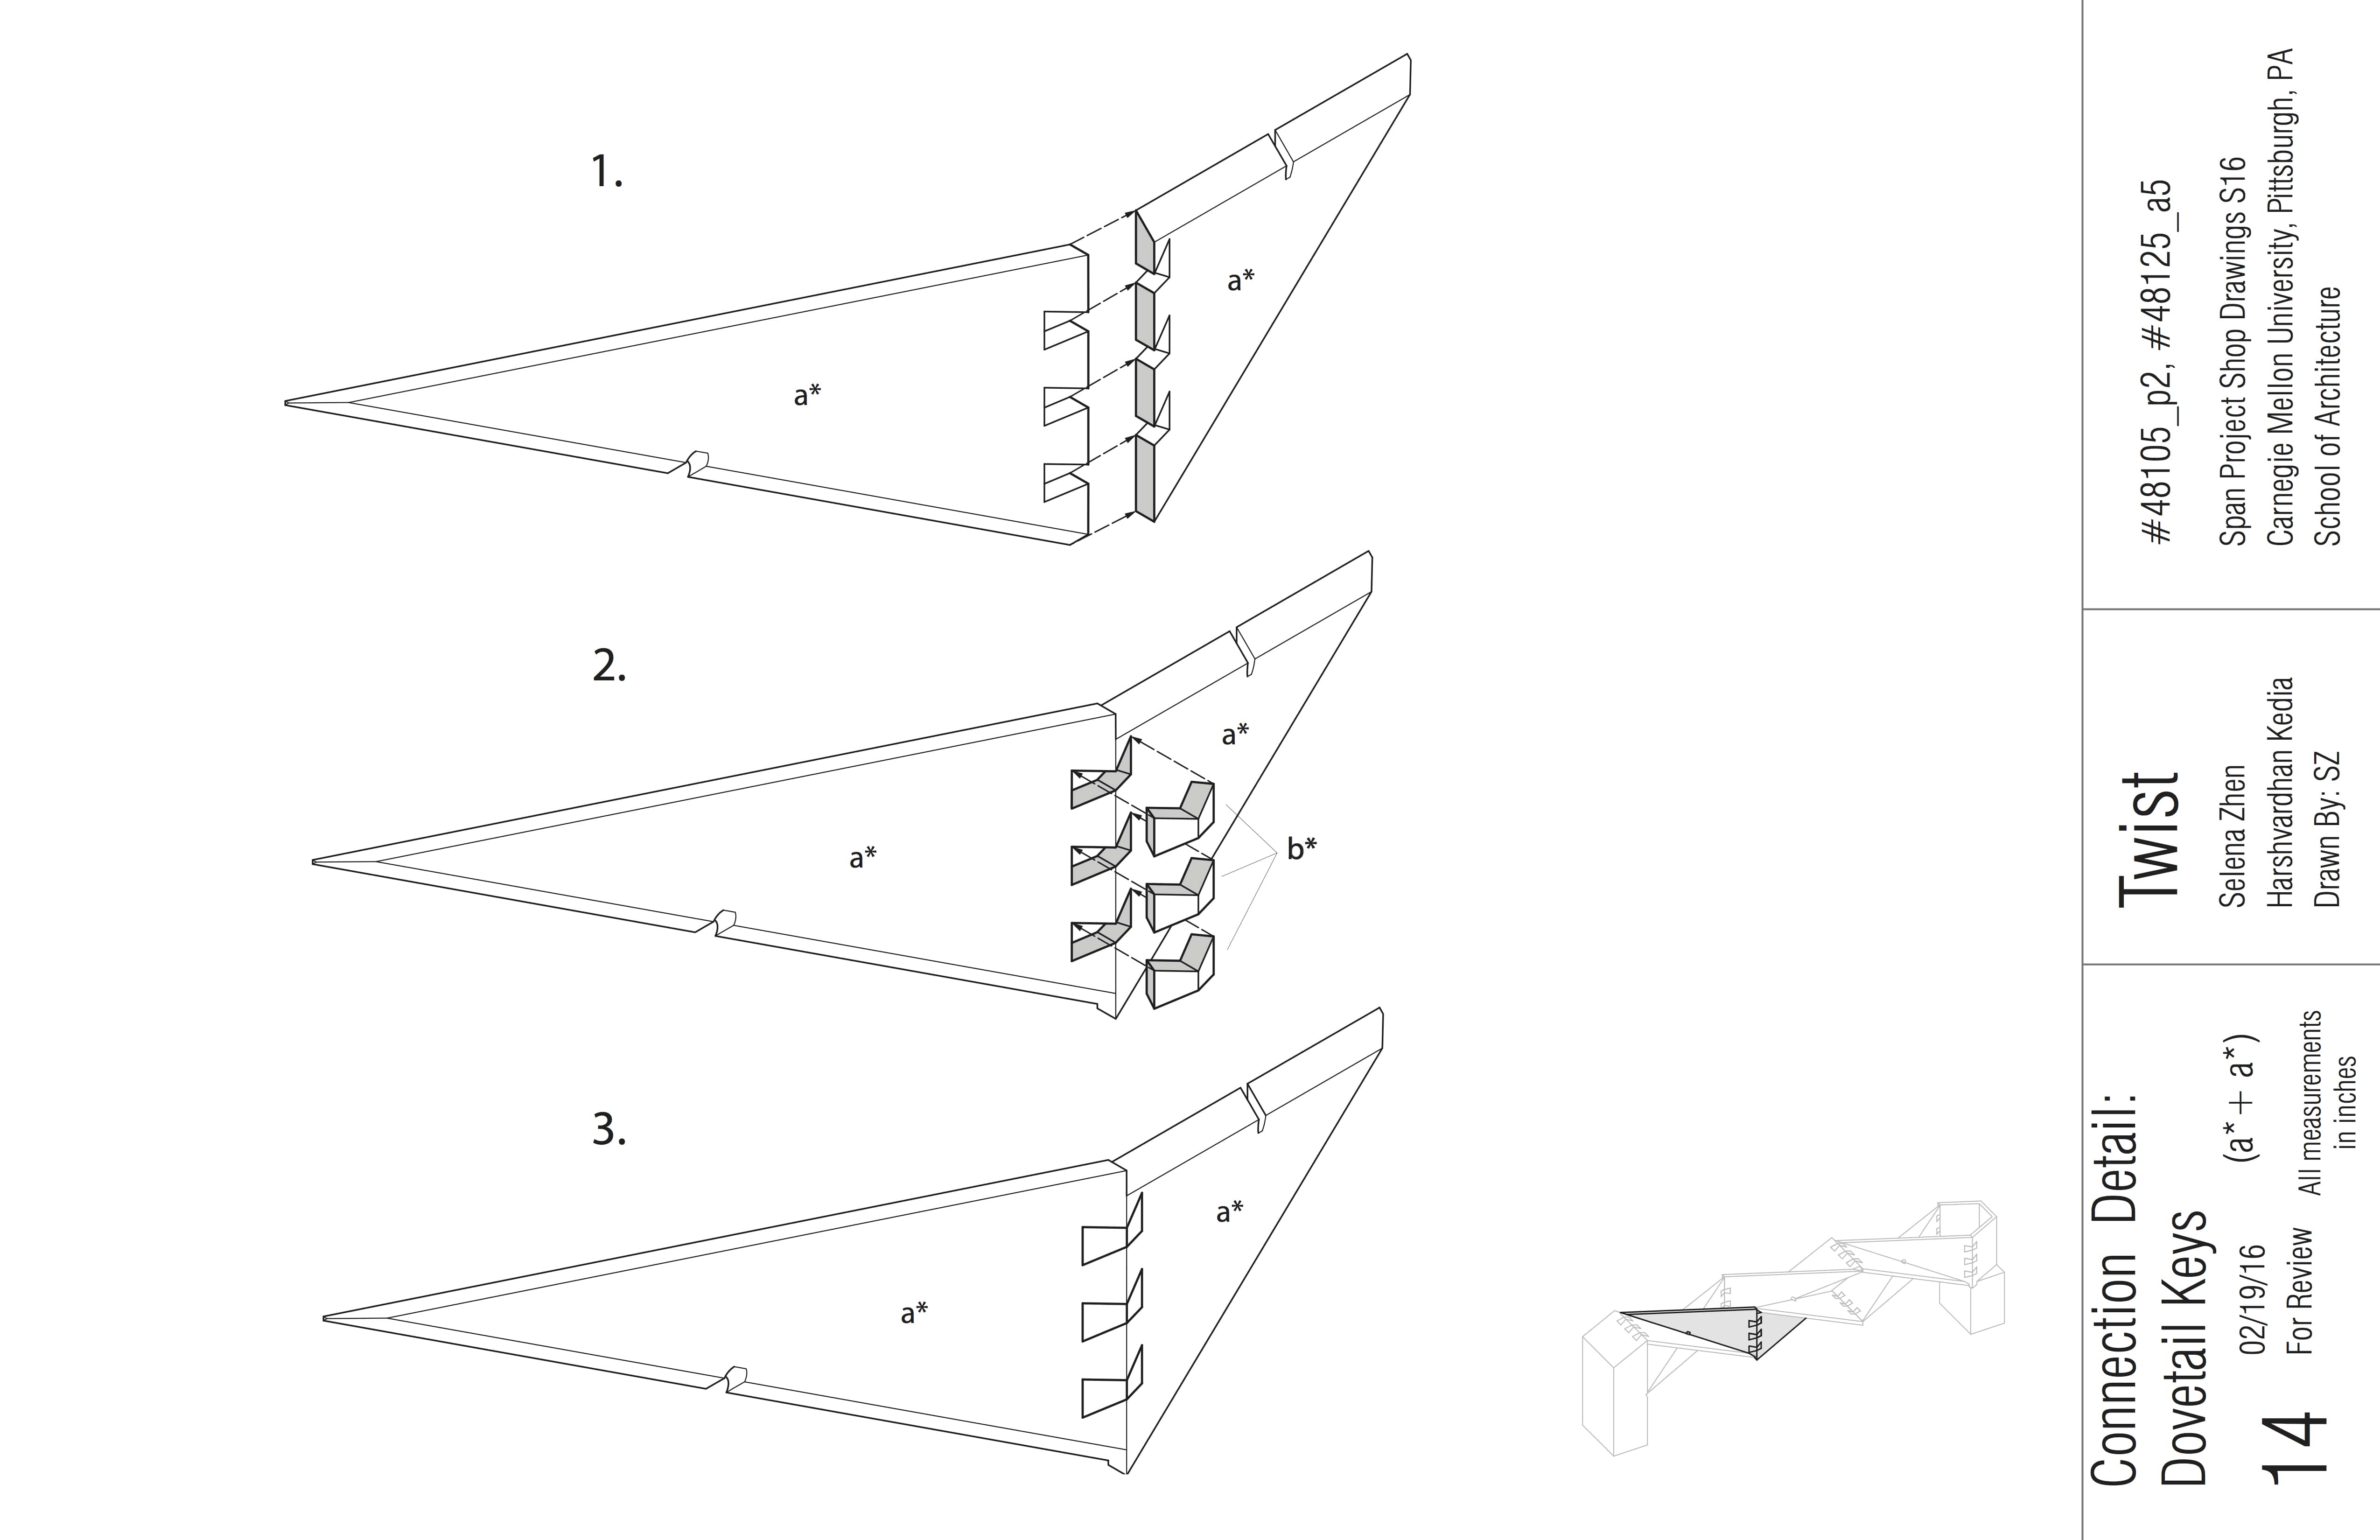 1.
a*
a*
2.
a*
a*
b*
3.
a*
a*
#48105_p2, #48125_a5
Span Project Shop Drawings S16
Carnegie Mellon University, Pittsburgh, PA
School of Architecture
Twist
Selena Zhen
Harshvardhan Kedia
Drawn By: SZ
Connection Detail:
Dovetail Keys
(a* + a*)
14
02/19/16
For Review
All measurements
in inches